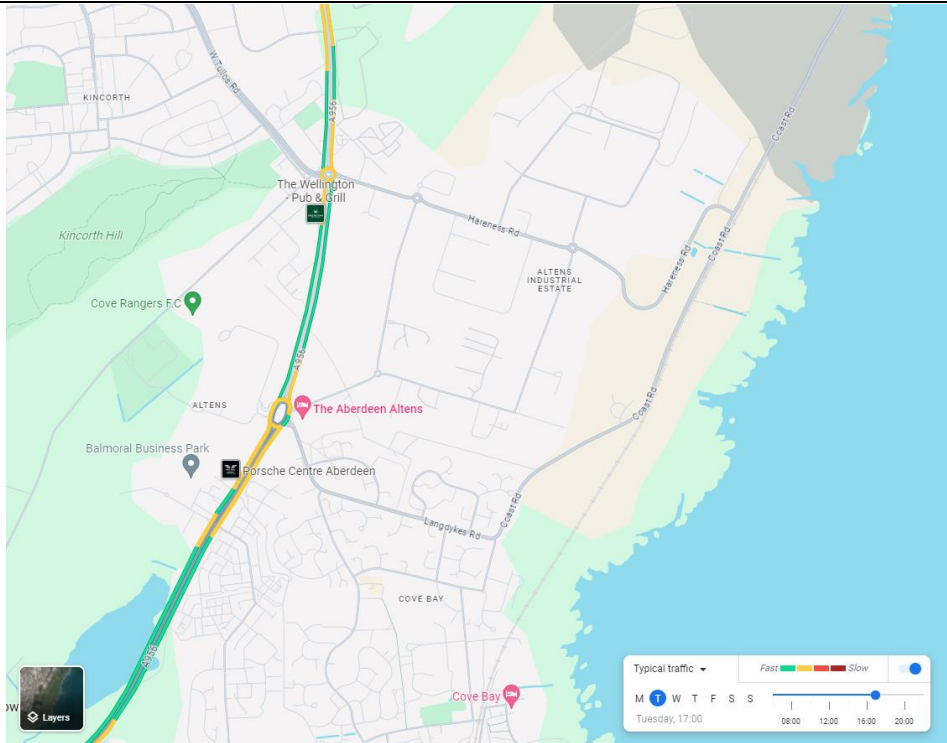 W Tullos Rd
KINCORTH
A956
The Wellington
- Pub & Grill
Kincorth Hill
Hareness Rd
Coast Rd
Hareness Rd
Coast Rd
ALTENS
INDUSTRIAL
ESTATE
Cove Rangers F.C
A956
ALTENS
The Aberdeen Altens
Coast Rd
Balmoral Business Park
Porsche Centre Aberdeen
Langdykes Rd
Coast Rd
COVE BAY
A956
Cove Bay
ow
Layers
Typical traffic
Fast
Slow
M T W T F S S
Tuesday, 17:00
08:00 12:00 16:00 20:00